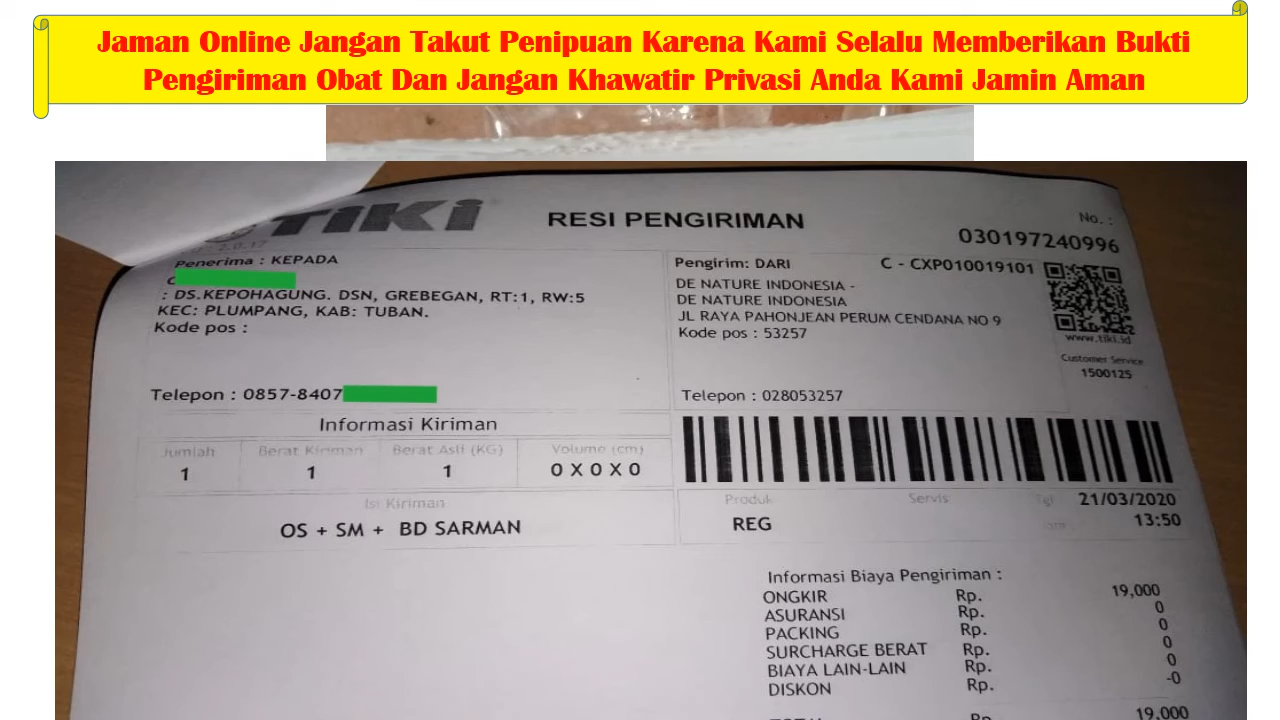 Jaman Online Jangan Takut Penipuan Karena Kami Selalu Memberikan Bukti
Pengiriman Obat Dan Jangan Khawatir Privasi Anda Kami Jamin Aman
TIKI
RESI PENGIRIMAN
No. :
030197240996
2.0.17
Penerima : KEPADA
: DS.KEPOHAGUNG. DSN, GREBEGAN, RT:1, RW:5
KEC: PLUMPANG, KAB: TUBAN.
Kode pos :
Telepon : 0857-8407
Pengirim: DARI
C - CXP010019101
DE NATURE INDONESIA -
DE NATURE INDONESIA
JL RAYA PAHONJEAN PERUM CENDANA NO 9
Kode pos : 53257
www.tiki.id
Customer Service
1500125
Telepon : 028053257
Informasi Kiriman
Jumlah Berat Kiriman Berat Asli (KG) Volume (cm)
1 1 1 0 X 0 X 0
Isi Kiriman
OS + SM + BD SARMAN
Produk Servis Tgl 21/03/2020
REG 13:50
Informasi Biaya Pengiriman :
ONGKIR Rp. 19,000
ASURANSI Rp. 0
PACKING Rp. 0
SURCHARGE BERAT Rp. 0
BIAYA LAIN-LAIN Rp. 0
DISKON Rp. -0
TOTAL Rp. 19,000